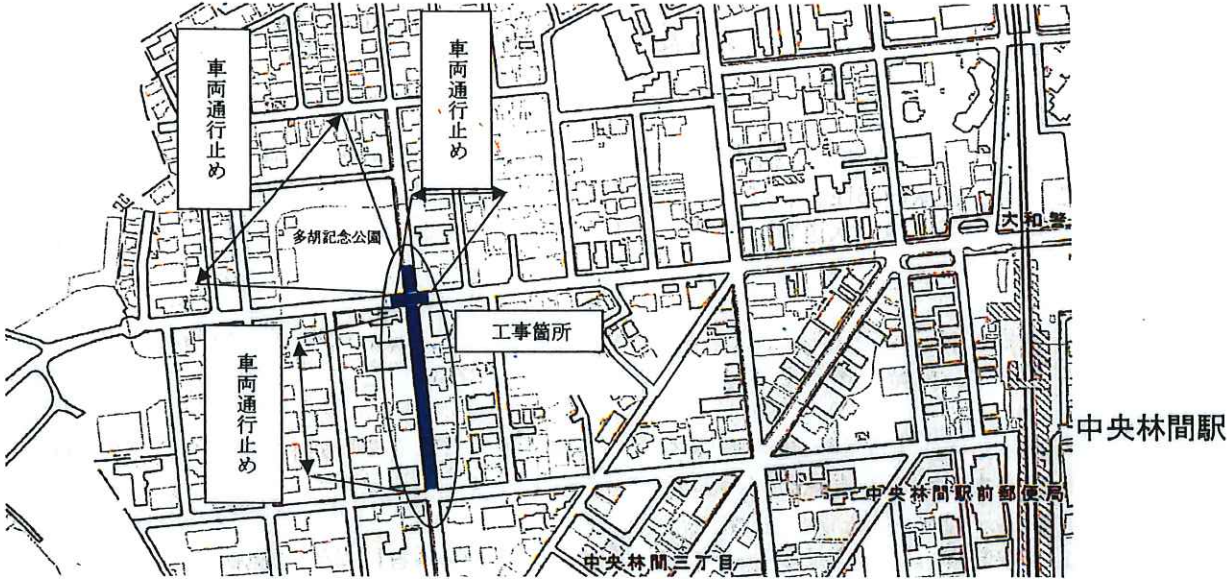 車両通行止め
車両通行止め
大和警
多胡記念公園
工事箇所
車両通行止め
中央林間駅
中央林間駅前郵便局
中央林間三丁目